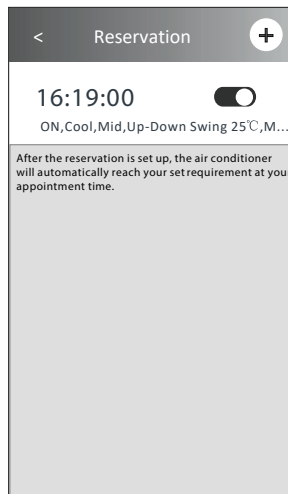 < Reservation +
16:19:00
ON,Cool,Mid,Up-Down Swing 25℃,M...
After the reservation is set up, the air conditioner
will automatically reach your set requirement at you
appointment time.